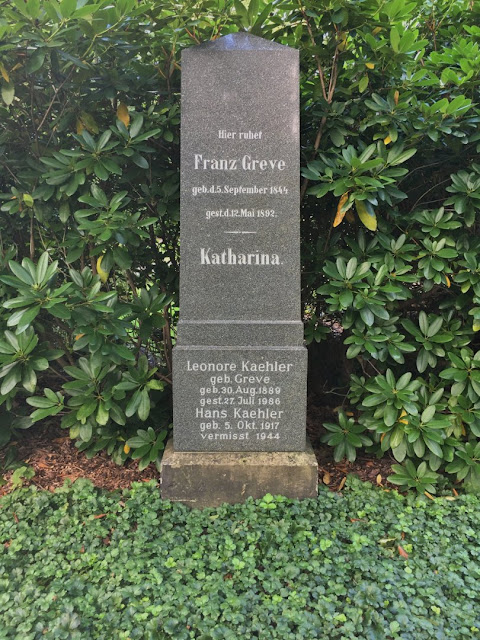 Hier ruhet
Franz Greve
geb. d. 5. September 1844
gest. d. 12. Mai 1892.
Katharina.
Leonore Kaehler
geb. Greve
geb. 30. Aug. 1889
gest. 27. Juli 1986
Hans Kaehler
geb. 5. Okt. 1917
vermisst 1944